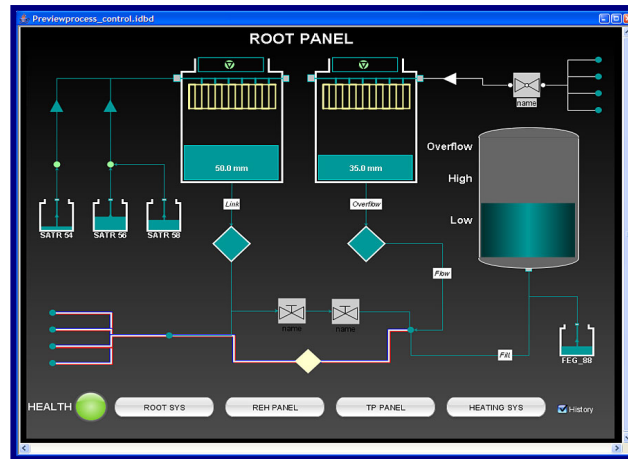 Previewprocess_control.idbd
ROOT PANEL
name
Overflow
High
Low
50.0 mm
35.0 mm
Link
Overflow
SATR 54
SATR 56
SATR 58
Flow
name
name
Filt
FEG_88
HEALTH
ROOT SYS
REH PANEL
TP PANEL
HEATING SYS
History